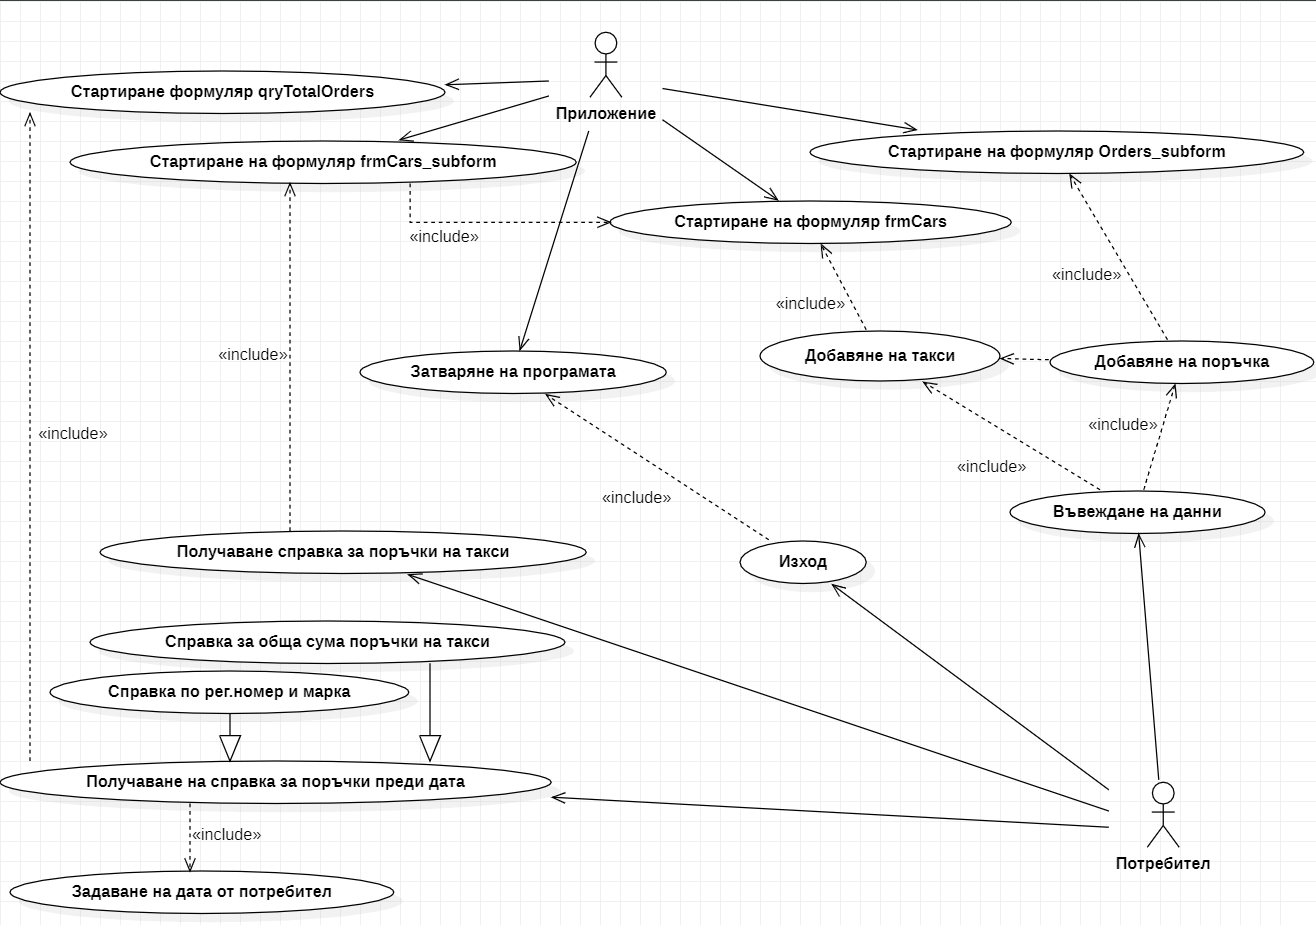 Стартиране формуляр qryTotalOrders
Приложение
Стартиране на формуляр frmCars_subform
Стартиране на формуляр Orders_subform
Стартиране на формуляр frmCars
«include»
«include»
«include»
«include»
Затваряне на програмата
Добавяне на такси
Добавяне на поръчка
«include»
«include»
«include»
«include»
Въвеждане на данни
Получаване справка за поръчки на такси
Изход
Справка за обща сума поръчки на такси
Справка по рег.номер и марка
Получаване на справка за поръчки преди дата
«include»
Потребител
Задаване на дата от потребител